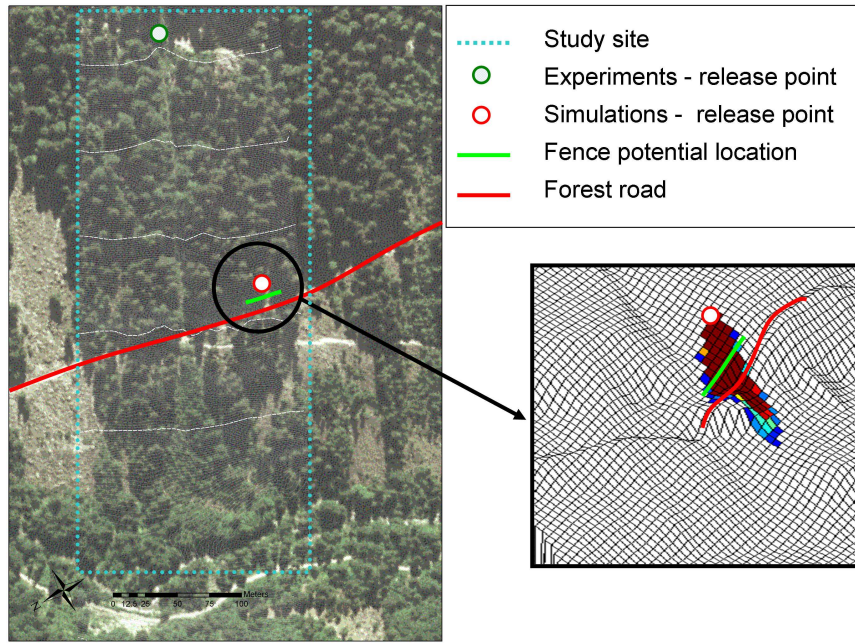 Study site
Experiments - release point
Simulations -  release point
Fence potential location
Forest road
N
Meters
0 12.5 25 50 75 100